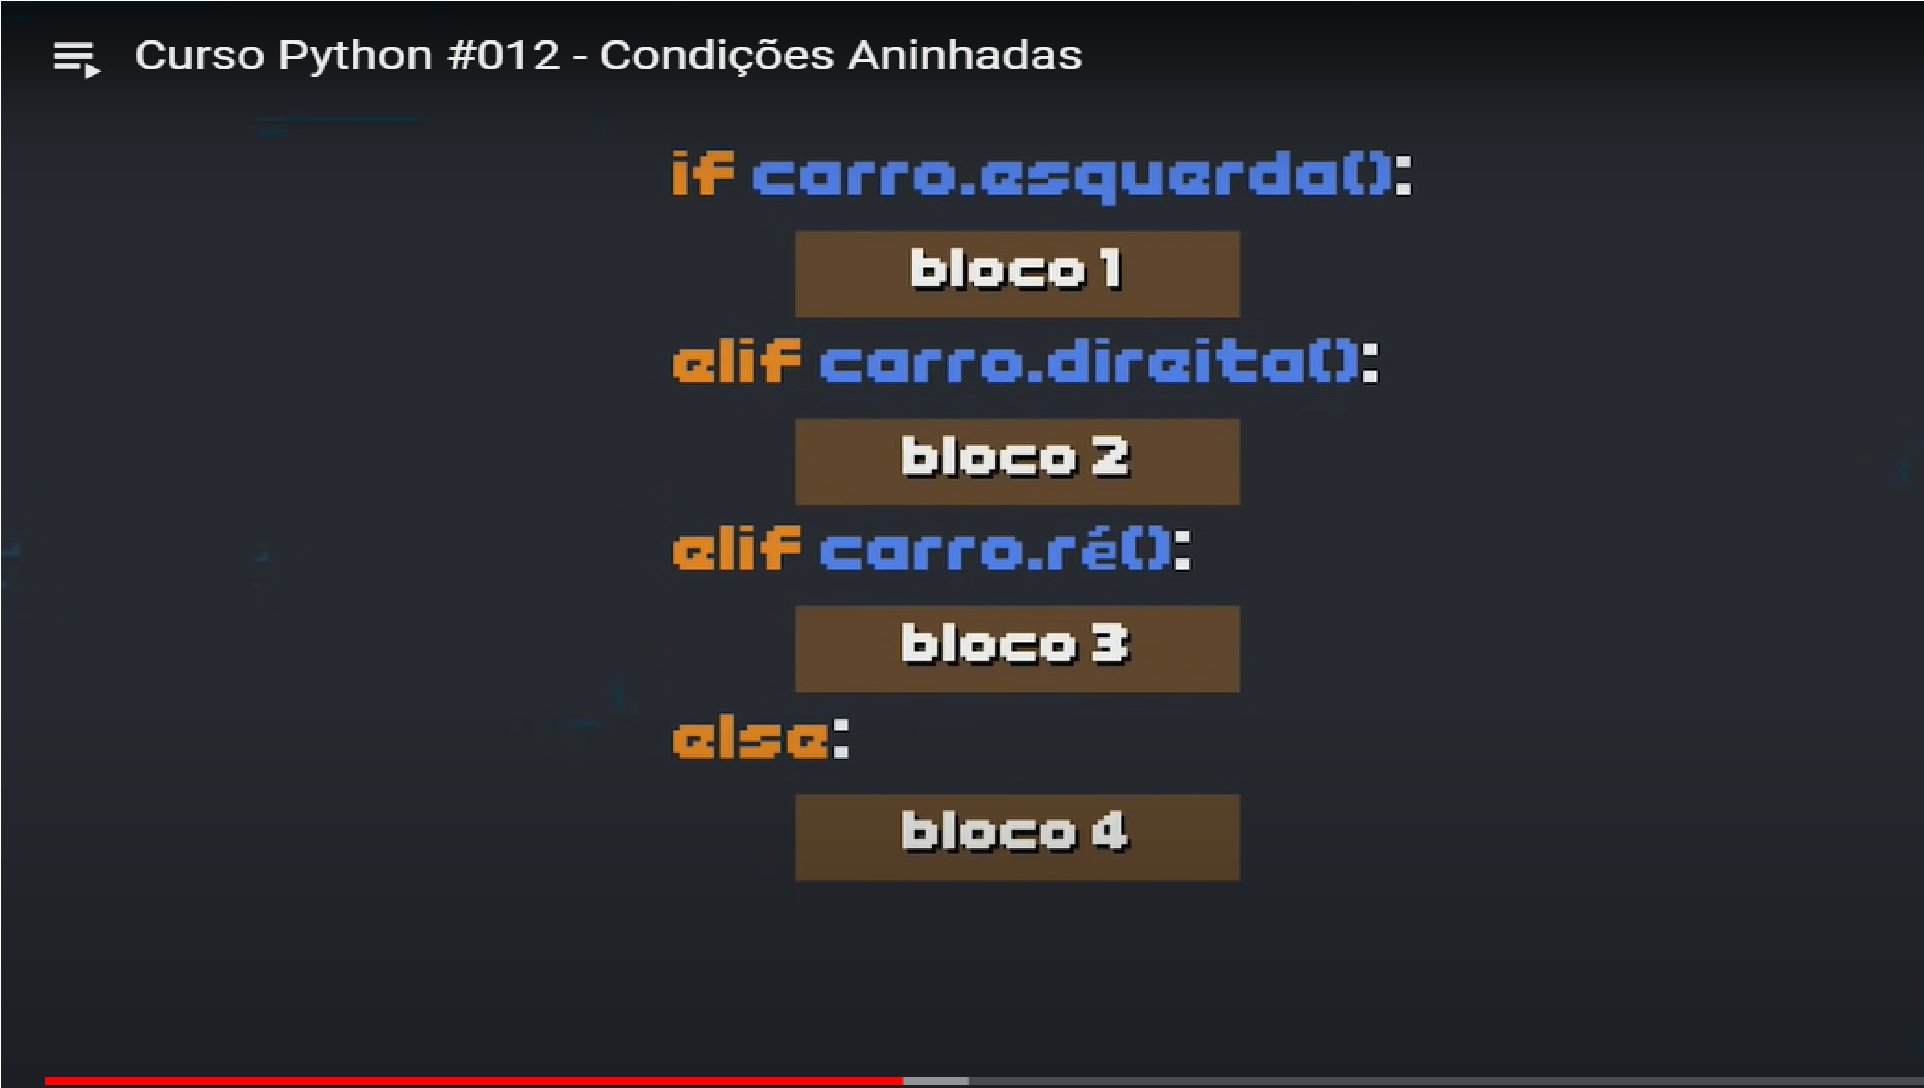 Curso Python #012 - Condições Aninhadas
if carro.esquerda():
bloco 1
elif carro.direita():
bloco 2
elif carro.ré():
bloco 3
else:
bloco 4